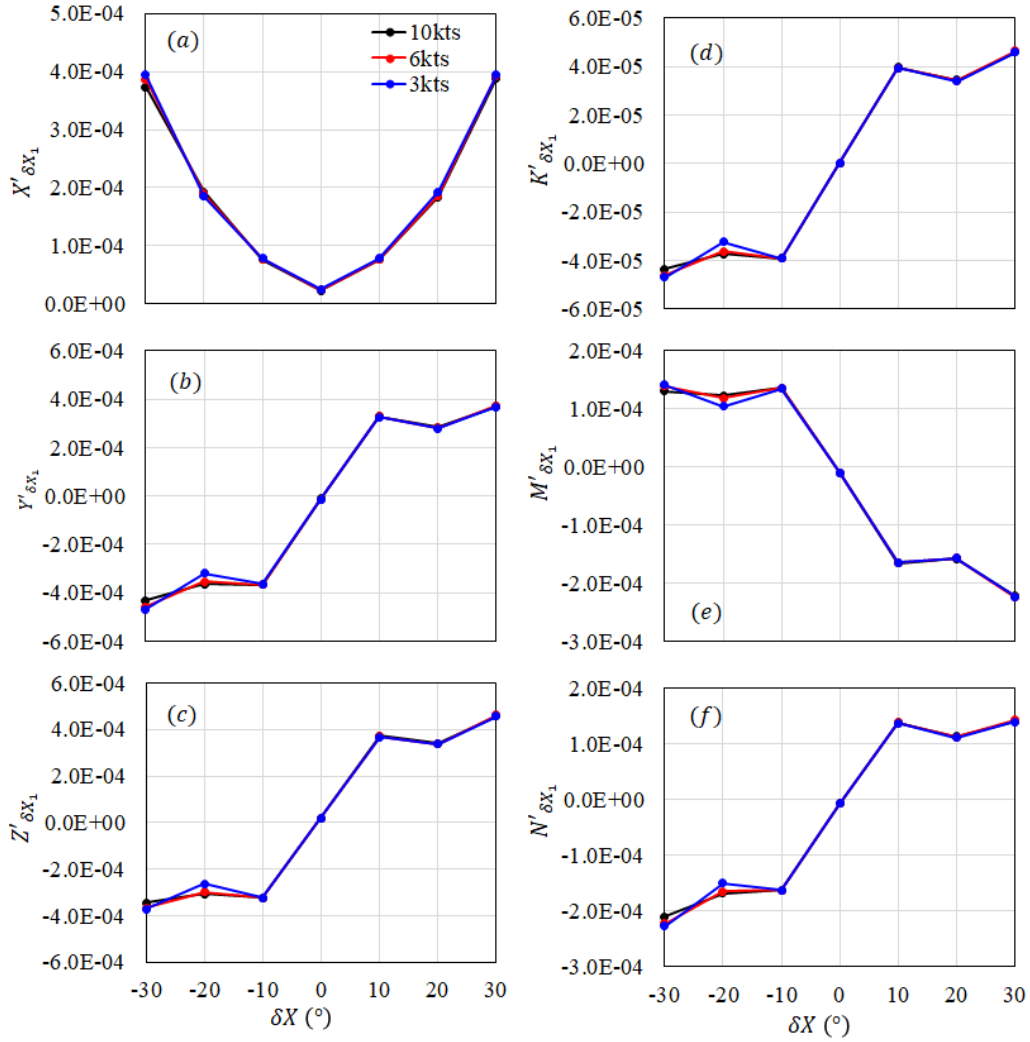 5.0E-04
4.0E-04
3.0E-04
2.0E-04
1.0E-04
0.0E+00
X'δX₁
(a)
10kts
6kts
3kts
6.0E-04
4.0E-04
2.0E-04
0.0E+00
-2.0E-04
-4.0E-04
-6.0E-04
Y'δX₁
(b)
6.0E-04
4.0E-04
2.0E-04
0.0E+00
-2.0E-04
-4.0E-04
-6.0E-04
Z'δX₁
(c)
-30 -20 -10 0 10 20 30
δX (°)
6.0E-05
4.0E-05
2.0E-05
0.0E+00
-2.0E-05
-4.0E-05
-6.0E-05
K'δX₁
(d)
2.0E-04
1.0E-04
0.0E+00
-1.0E-04
-2.0E-04
-3.0E-04
M'δX₁
(e)
2.0E-04
1.0E-04
0.0E+00
-1.0E-04
-2.0E-04
-3.0E-04
N'δX₁
(f)
-30 -20 -10 0 10 20 30
δX (°)